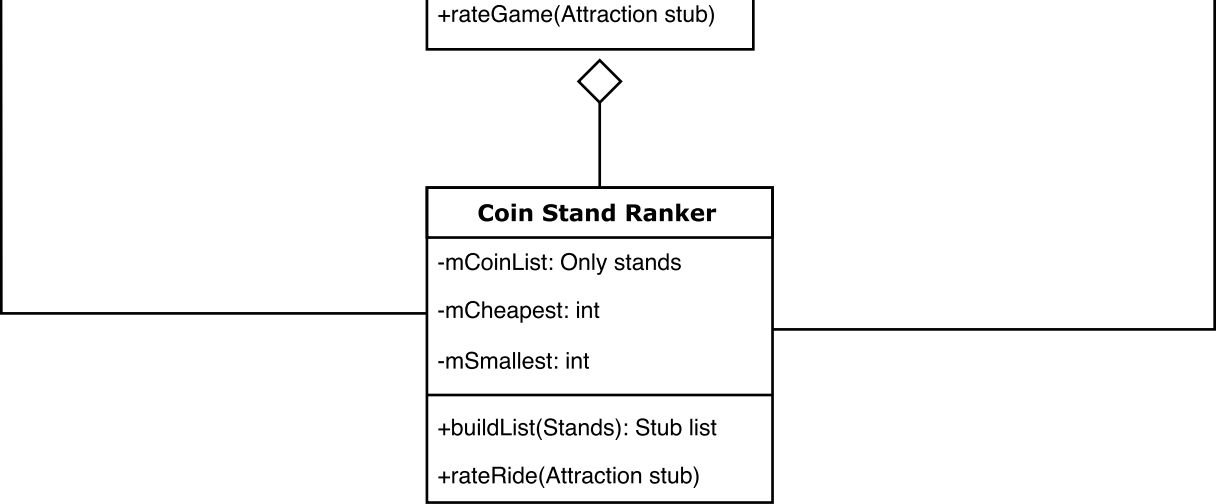 +rateGame(Attraction stub)
Coin Stand Ranker
-mCoinList: Only stands
-mCheapest: int
-mSmallest: int
+buildList(Stands): Stub list
+rateRide(Attraction stub)